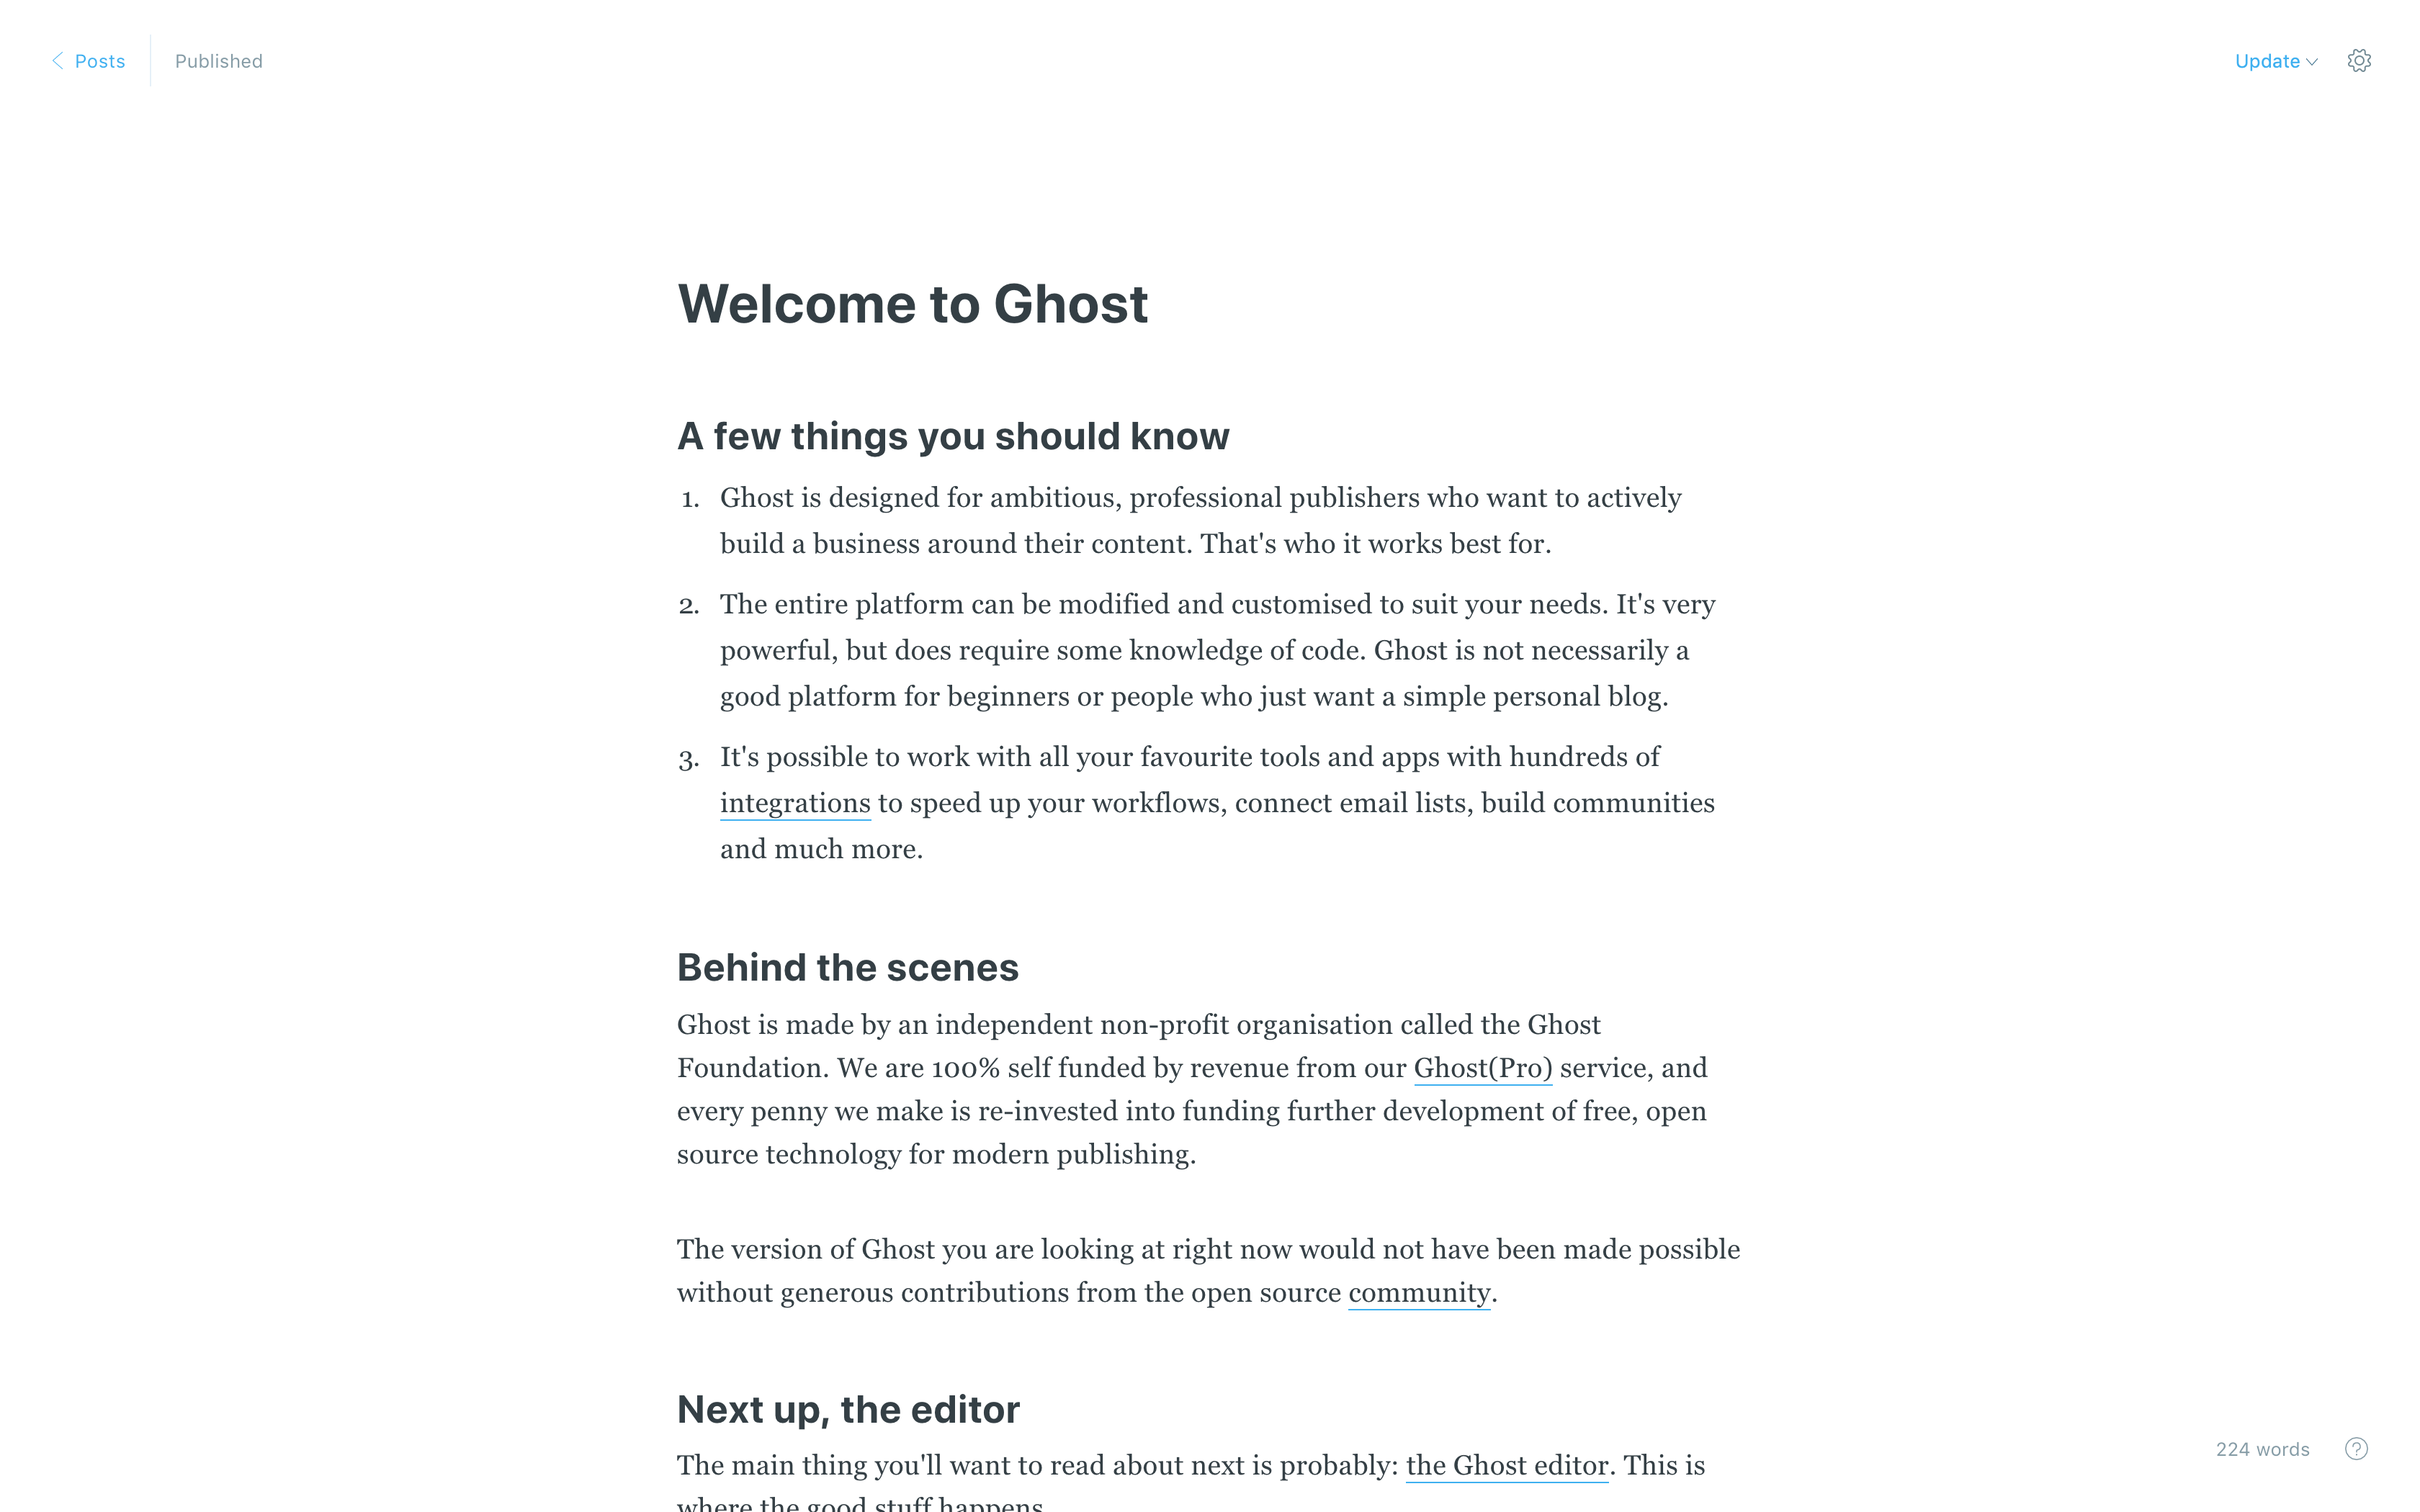 Posts
Published
Update
Welcome to Ghost
A few things you should know
1. Ghost is designed for ambitious, professional publishers who want to actively
build a business around their content. That's who it works best for.
2. The entire platform can be modified and customised to suit your needs. It's very
powerful, but does require some knowledge of code. Ghost is not necessarily a
good platform for beginners or people who just want a simple personal blog.
3. It's possible to work with all your favourite tools and apps with hundreds of
integrations to speed up your workflows, connect email lists, build communities
and much more.
Behind the scenes
Ghost is made by an independent non-profit organisation called the Ghost
Foundation. We are 100% self funded by revenue from our Ghost(Pro) service, and
every penny we make is re-invested into funding further development of free, open
source technology for modern publishing.
The version of Ghost you are looking at right now would not have been made possible
without generous contributions from the open source community.
Next up, the editor
The main thing you'll want to read about next is probably: the Ghost editor. This is
where the good stuff happens.
224 words
?